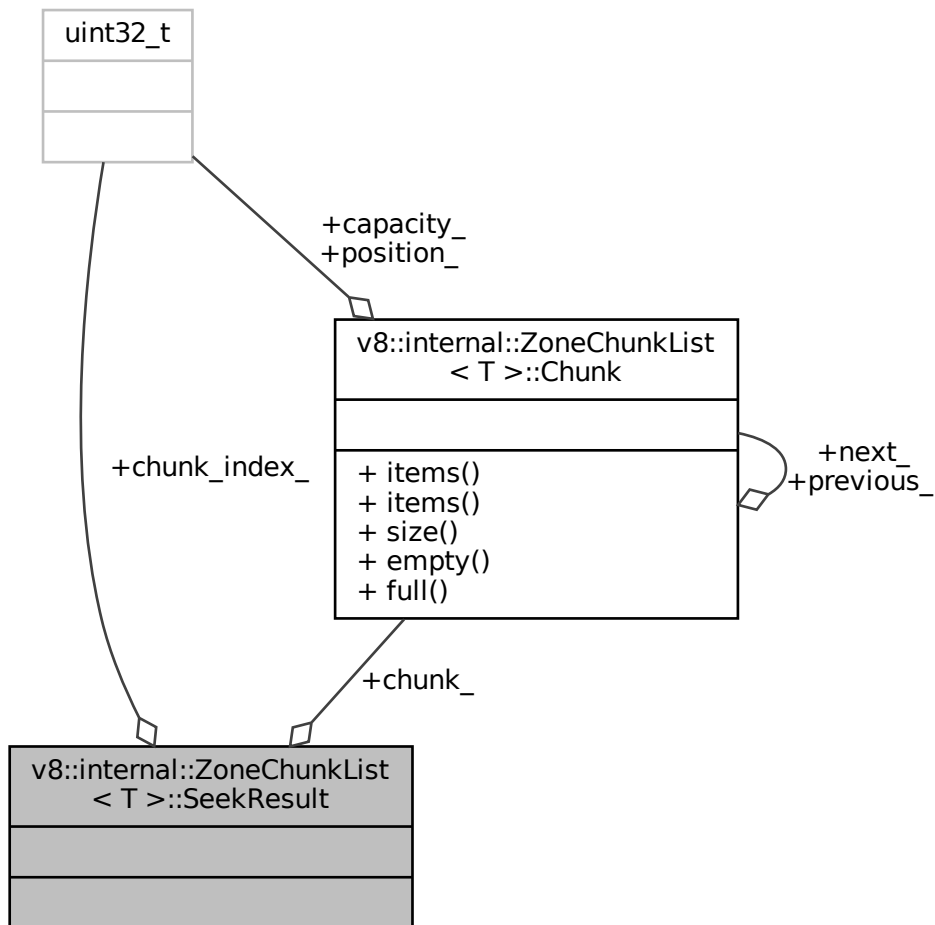 uint32_t
+capacity_
+position_
v8::internal::ZoneChunkList
< T >::Chunk
+ items()
+ items()
+ size()
+ empty()
+ full()
+next_
+previous_
+chunk_index_
+chunk_
v8::internal::ZoneChunkList
< T >::SeekResult